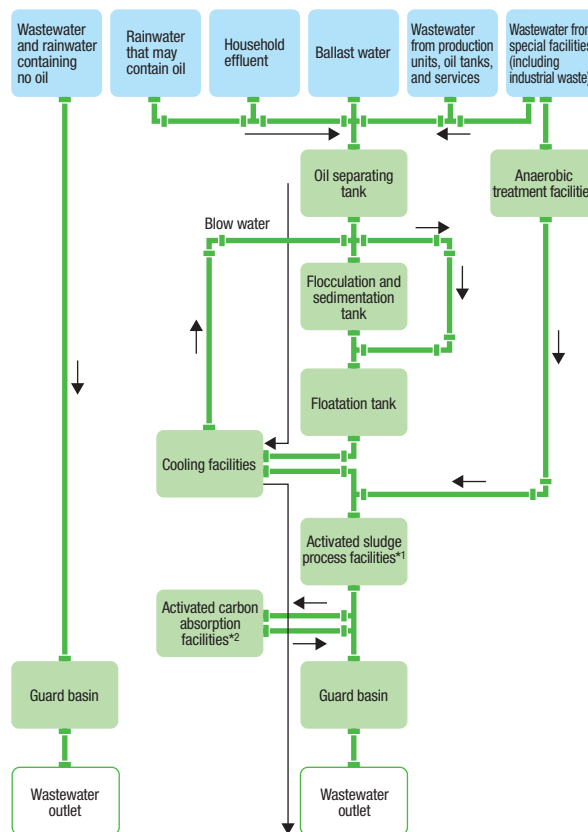 Wastewater
and rainwater
containing
no oil
Rainwater
that may
contain oil
Household
effluent
Ballast water
Wastewater
from production
units, oil tanks,
and services
Wastewater from
special facilities
(including
industrial waste)
Oil separating
tank
Anaerobic
treatment facilities
Blow water
Flocculation and
sedimentation
tank
Floatation tank
Cooling facilities
Activated sludge
process facilities*1
Activated carbon
absorption
facilities*2
Guard basin
Guard basin
Wastewater
outlet
Wastewater
outlet